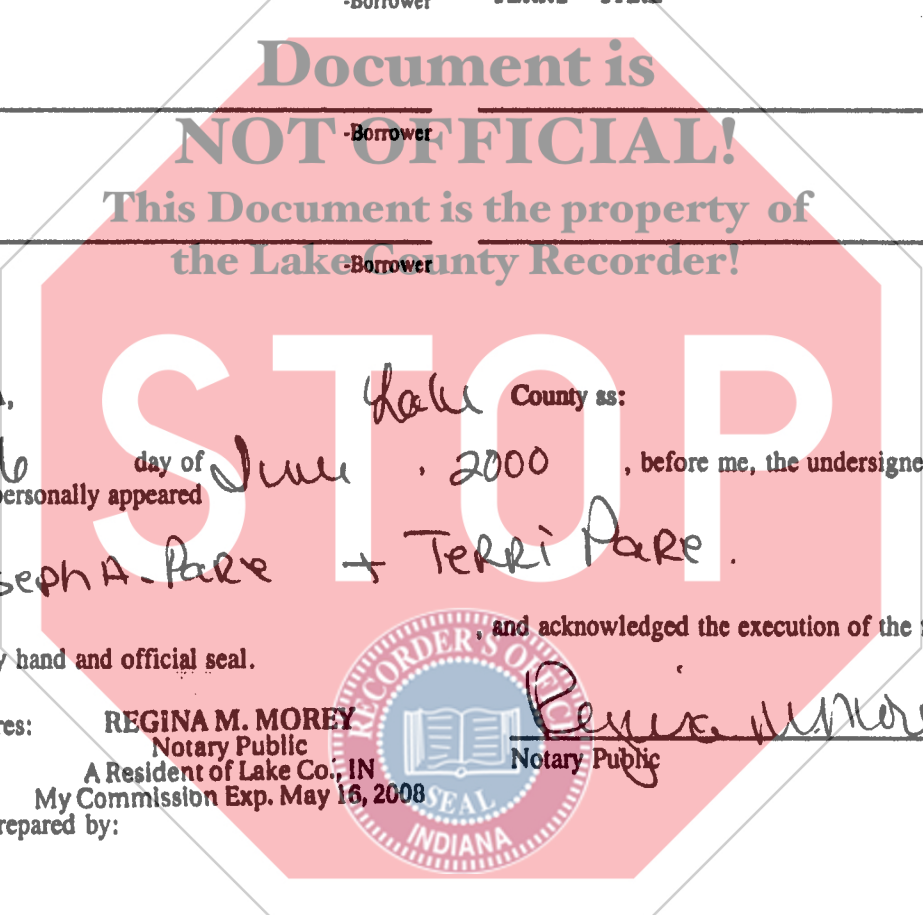 -Borrower
Document is
NOT OFFICIAL!
-Borrower
This Document is the property of
the Lake County Recorder!
-Borrower
STOP
Lake County ss:
day of June , 2000 , before me, the undersigne
personally appeared
seph A. Pare + Terri Pare.
, and acknowledged the execution of the
hand and official seal.
res: REGINA M. MOREY
Notary Public
A Resident of Lake Co., IN
My Commission Exp. May 16, 2008
Regina M. More
Notary Public
repared by:
RECORDER'S OFFICE
SEAL
INDIANA